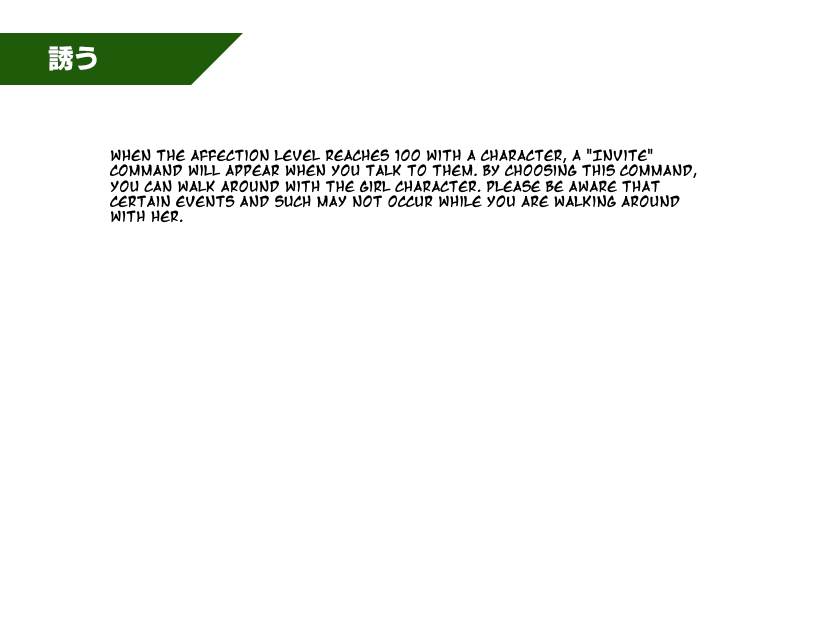 誘う
WHEN THE AFFECTION LEVEL REACHES 100 WITH A CHARACTER, A "INVITE"
COMMAND WILL APPEAR WHEN YOU TALK TO THEM. BY CHOOSING THIS COMMAND,
YOU CAN WALK AROUND WITH THE GIRL CHARACTER. PLEASE BE AWARE THAT
CERTAIN EVENTS AND SUCH MAY NOT OCCUR WHILE YOU ARE WALKING AROUND
WITH HER.